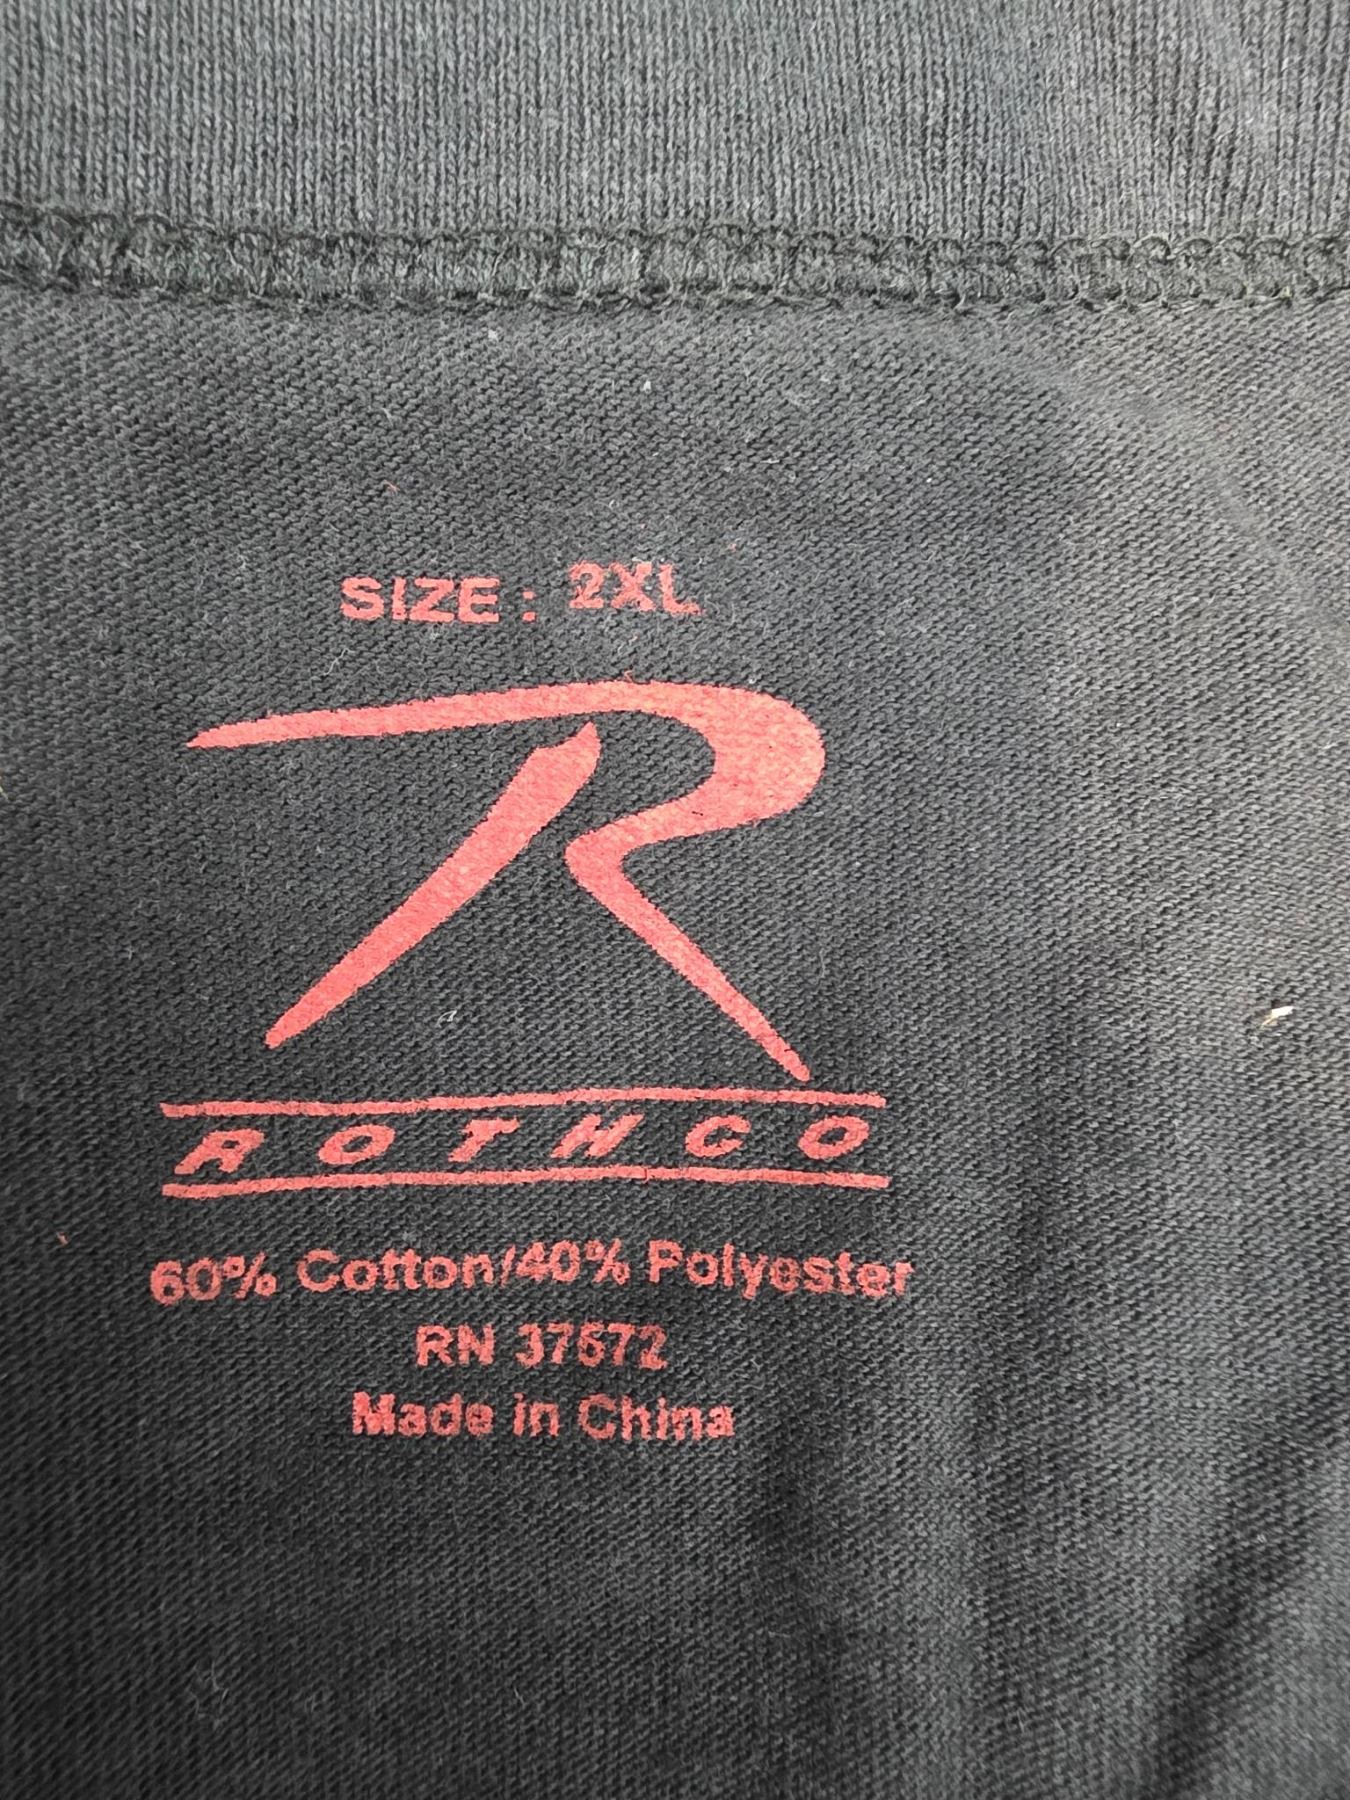 SIZE : 2XL
R
ROTHCO
60% Cotton/40% Polyester
RN 37572
Made in China